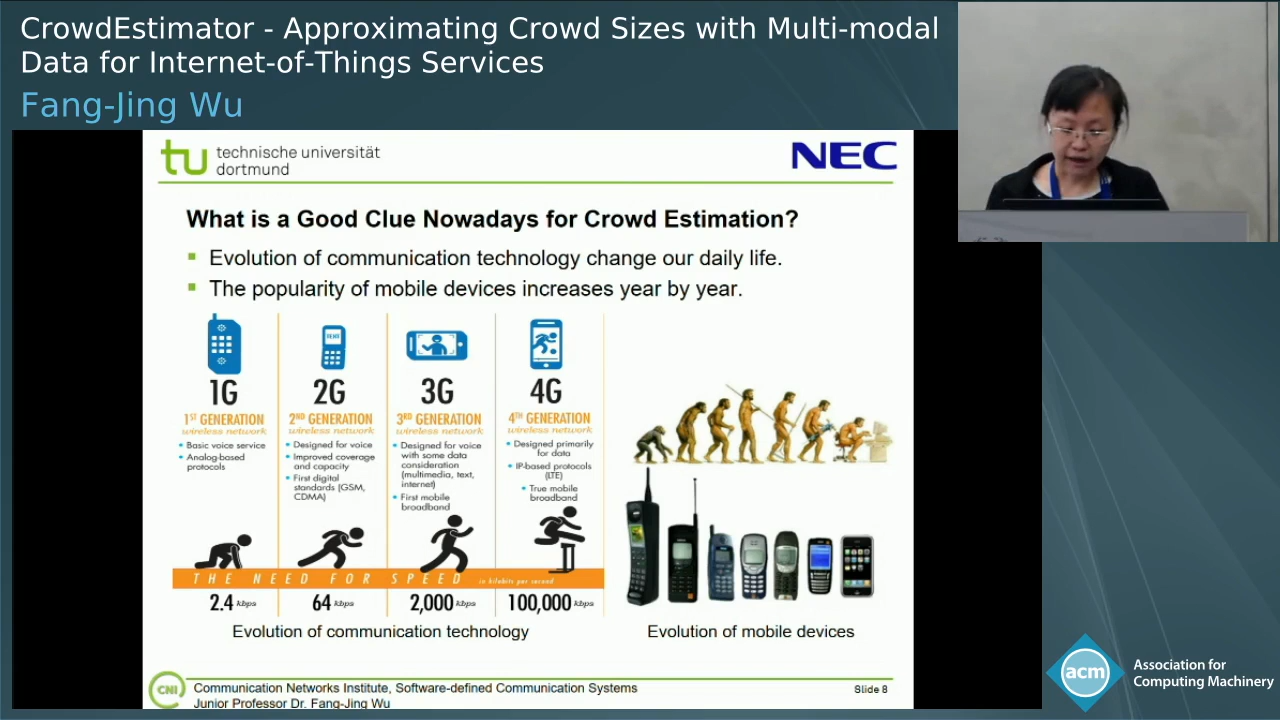 CrowdEstimator - Approximating Crowd Sizes with Multi-modal
Data for Internet-of-Things Services
Fang-Jing Wu
tu technische universität
dortmund
NEC
What is a Good Clue Nowadays for Crowd Estimation?
Evolution of communication technology change our daily life.
The popularity of mobile devices increases year by year.
1G
1ST GENERATION
wireless network
• Basic voice service
• Analog-based
protocols
2G
2ND GENERATION
wireless network
• Designed for voice
• Improved coverage
and capacity
• First digital
standards (GSM,
CDMA)
3G
3RD GENERATION
wireless network
• Designed for voice
with some data
consideration
(multimedia, text,
internet)
• First mobile
broadband
4G
4TH GENERATION
wireless network
• Designed primarily
for data
• IP-based protocols
(LTE)
• True mobile
broadband
THE NEED FOR SPEED in kilobits per second
2.4 kbps
64 kbps
2,000 kbps
100,000 kbps
Evolution of communication technology
Evolution of mobile devices
CNI
Communication Networks Institute, Software-defined Communication Systems
Junior Professor Dr. Fang-Jing Wu
Slide 8
acm
Association for
Computing Machinery